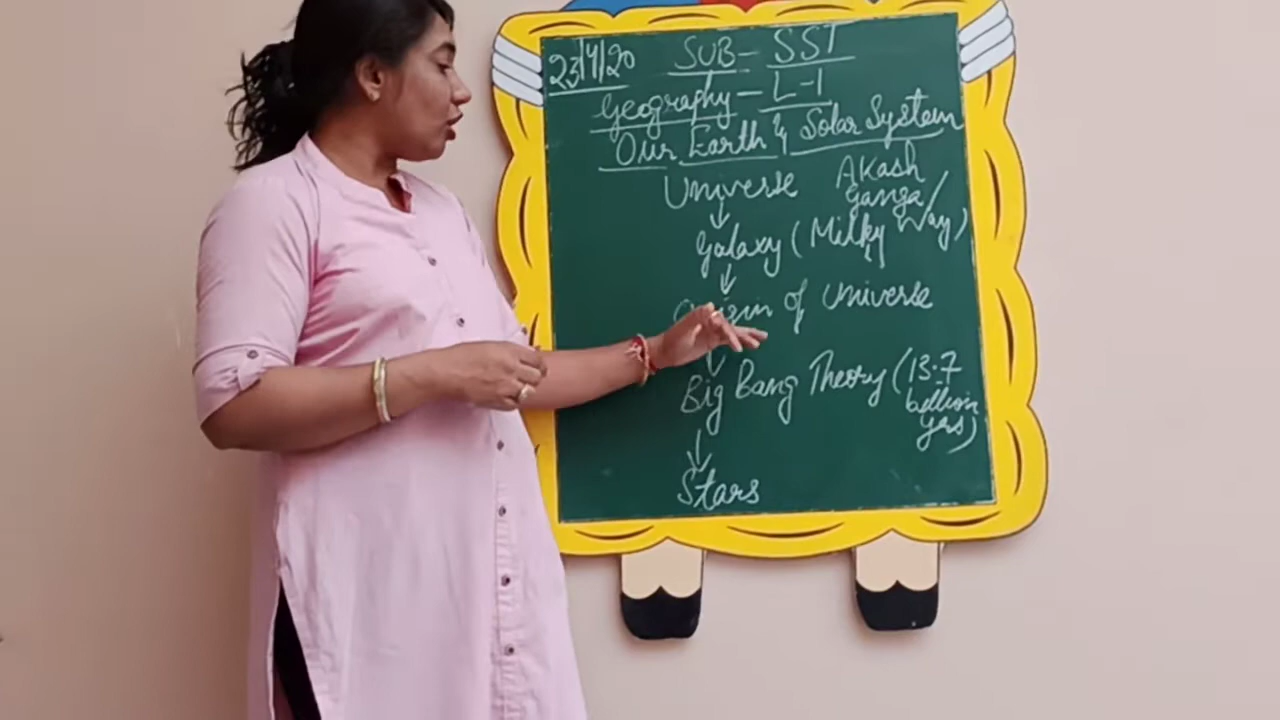 23/4/20 SUB - SST
Geography - L-1
Our Earth & Solar System
Universe Akash
Ganga/
Galaxy (Milky Way)
Origin of Universe
Big Bang Theory (13.7
billion
yrs)
Stars